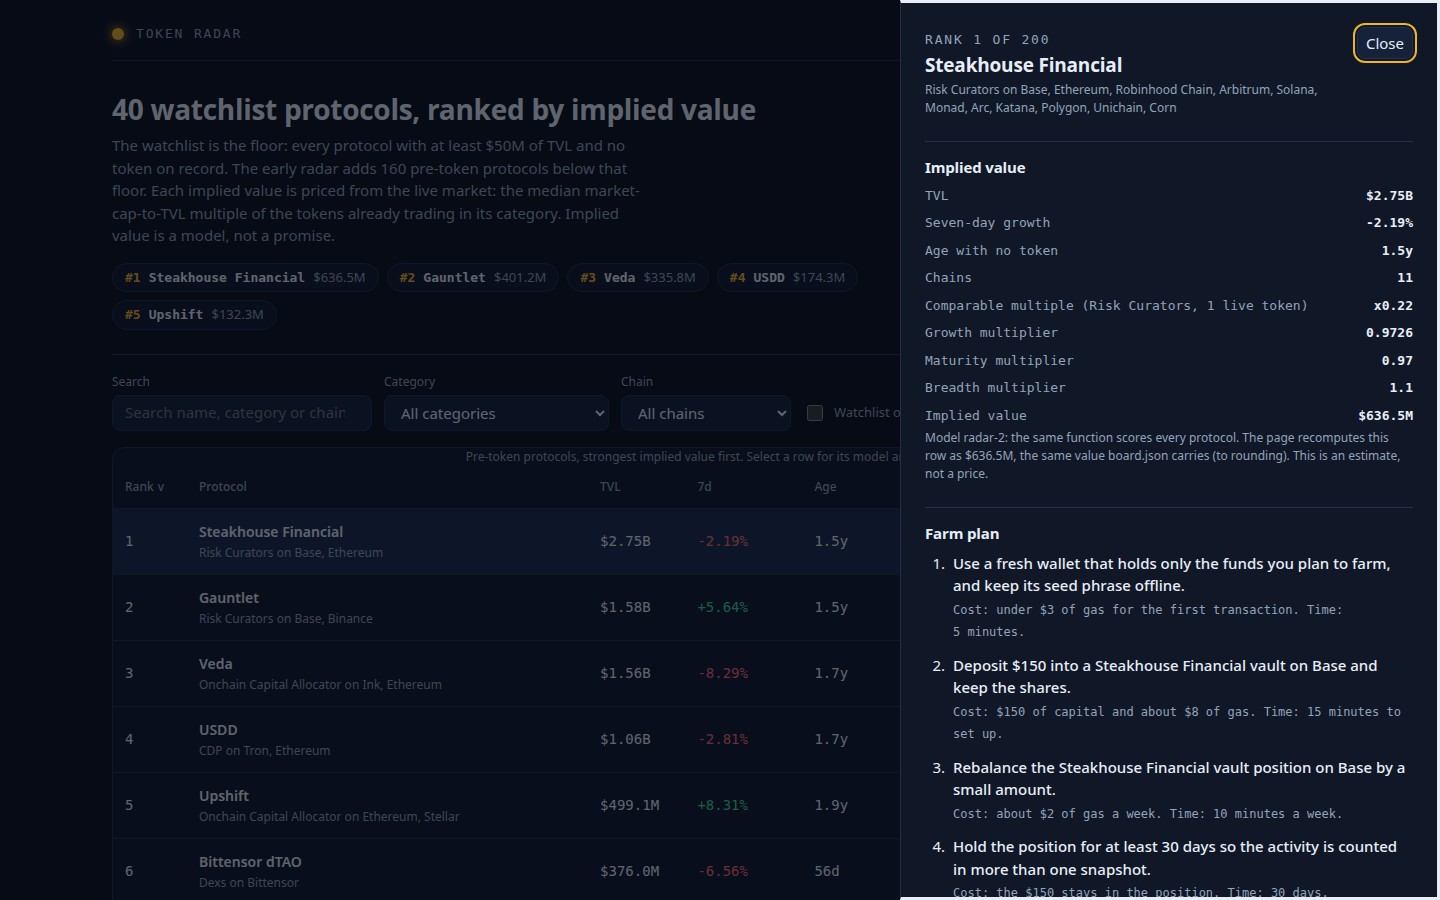 TOKEN RADAR
40 watchlist protocols, ranked by implied value
The watchlist is the floor: every protocol with at least $50M of TVL and no
token on record. The early radar adds 160 pre-token protocols below that
floor. Each implied value is priced from the live market: the median market-
cap-to-TVL multiple of the tokens already trading in its category. Implied
value is a model, not a promise.
#1 Steakhouse Financial $636.5M #2 Gauntlet $401.2M #3 Veda $335.8M #4 USDD $174.3M
#5 Upshift $132.3M
Search Category Chain
Search name, category or chain All categories All chains Watchlist o
Pre-token protocols, strongest implied value first. Select a row for its model a
Rank v Protocol TVL 7d Age
1 Steakhouse Financial $2.75B -2.19% 1.5y
Risk Curators on Base, Ethereum
2 Gauntlet $1.58B +5.64% 1.5y
Risk Curators on Base, Binance
3 Veda $1.56B -8.29% 1.7y
Onchain Capital Allocator on Ink, Ethereum
4 USDD $1.06B -2.81% 1.7y
CDP on Tron, Ethereum
5 Upshift $499.1M +8.31% 1.9y
Onchain Capital Allocator on Ethereum, Stellar
6 Bittensor dTAO $376.0M -6.56% 56d
Dexs on Bittensor
RANK 1 OF 200
Close
Steakhouse Financial
Risk Curators on Base, Ethereum, Robinhood Chain, Arbitrum, Solana,
Monad, Arc, Katana, Polygon, Unichain, Corn
Implied value
TVL $2.75B
Seven-day growth -2.19%
Age with no token 1.5y
Chains 11
Comparable multiple (Risk Curators, 1 live token) x0.22
Growth multiplier 0.9726
Maturity multiplier 0.97
Breadth multiplier 1.1
Implied value $636.5M
Model radar-2: the same function scores every protocol. The page recomputes this
row as $636.5M, the same value board.json carries (to rounding). This is an estimate,
not a price.
Farm plan
1. Use a fresh wallet that holds only the funds you plan to farm,
and keep its seed phrase offline.
Cost: under $3 of gas for the first transaction. Time:
5 minutes.
2. Deposit $150 into a Steakhouse Financial vault on Base and
keep the shares.
Cost: $150 of capital and about $8 of gas. Time: 15 minutes to
set up.
3. Rebalance the Steakhouse Financial vault position on Base by a
small amount.
Cost: about $2 of gas a week. Time: 10 minutes a week.
4. Hold the position for at least 30 days so the activity is counted
in more than one snapshot.
Cost: the $150 stays in the position. Time: 30 days.